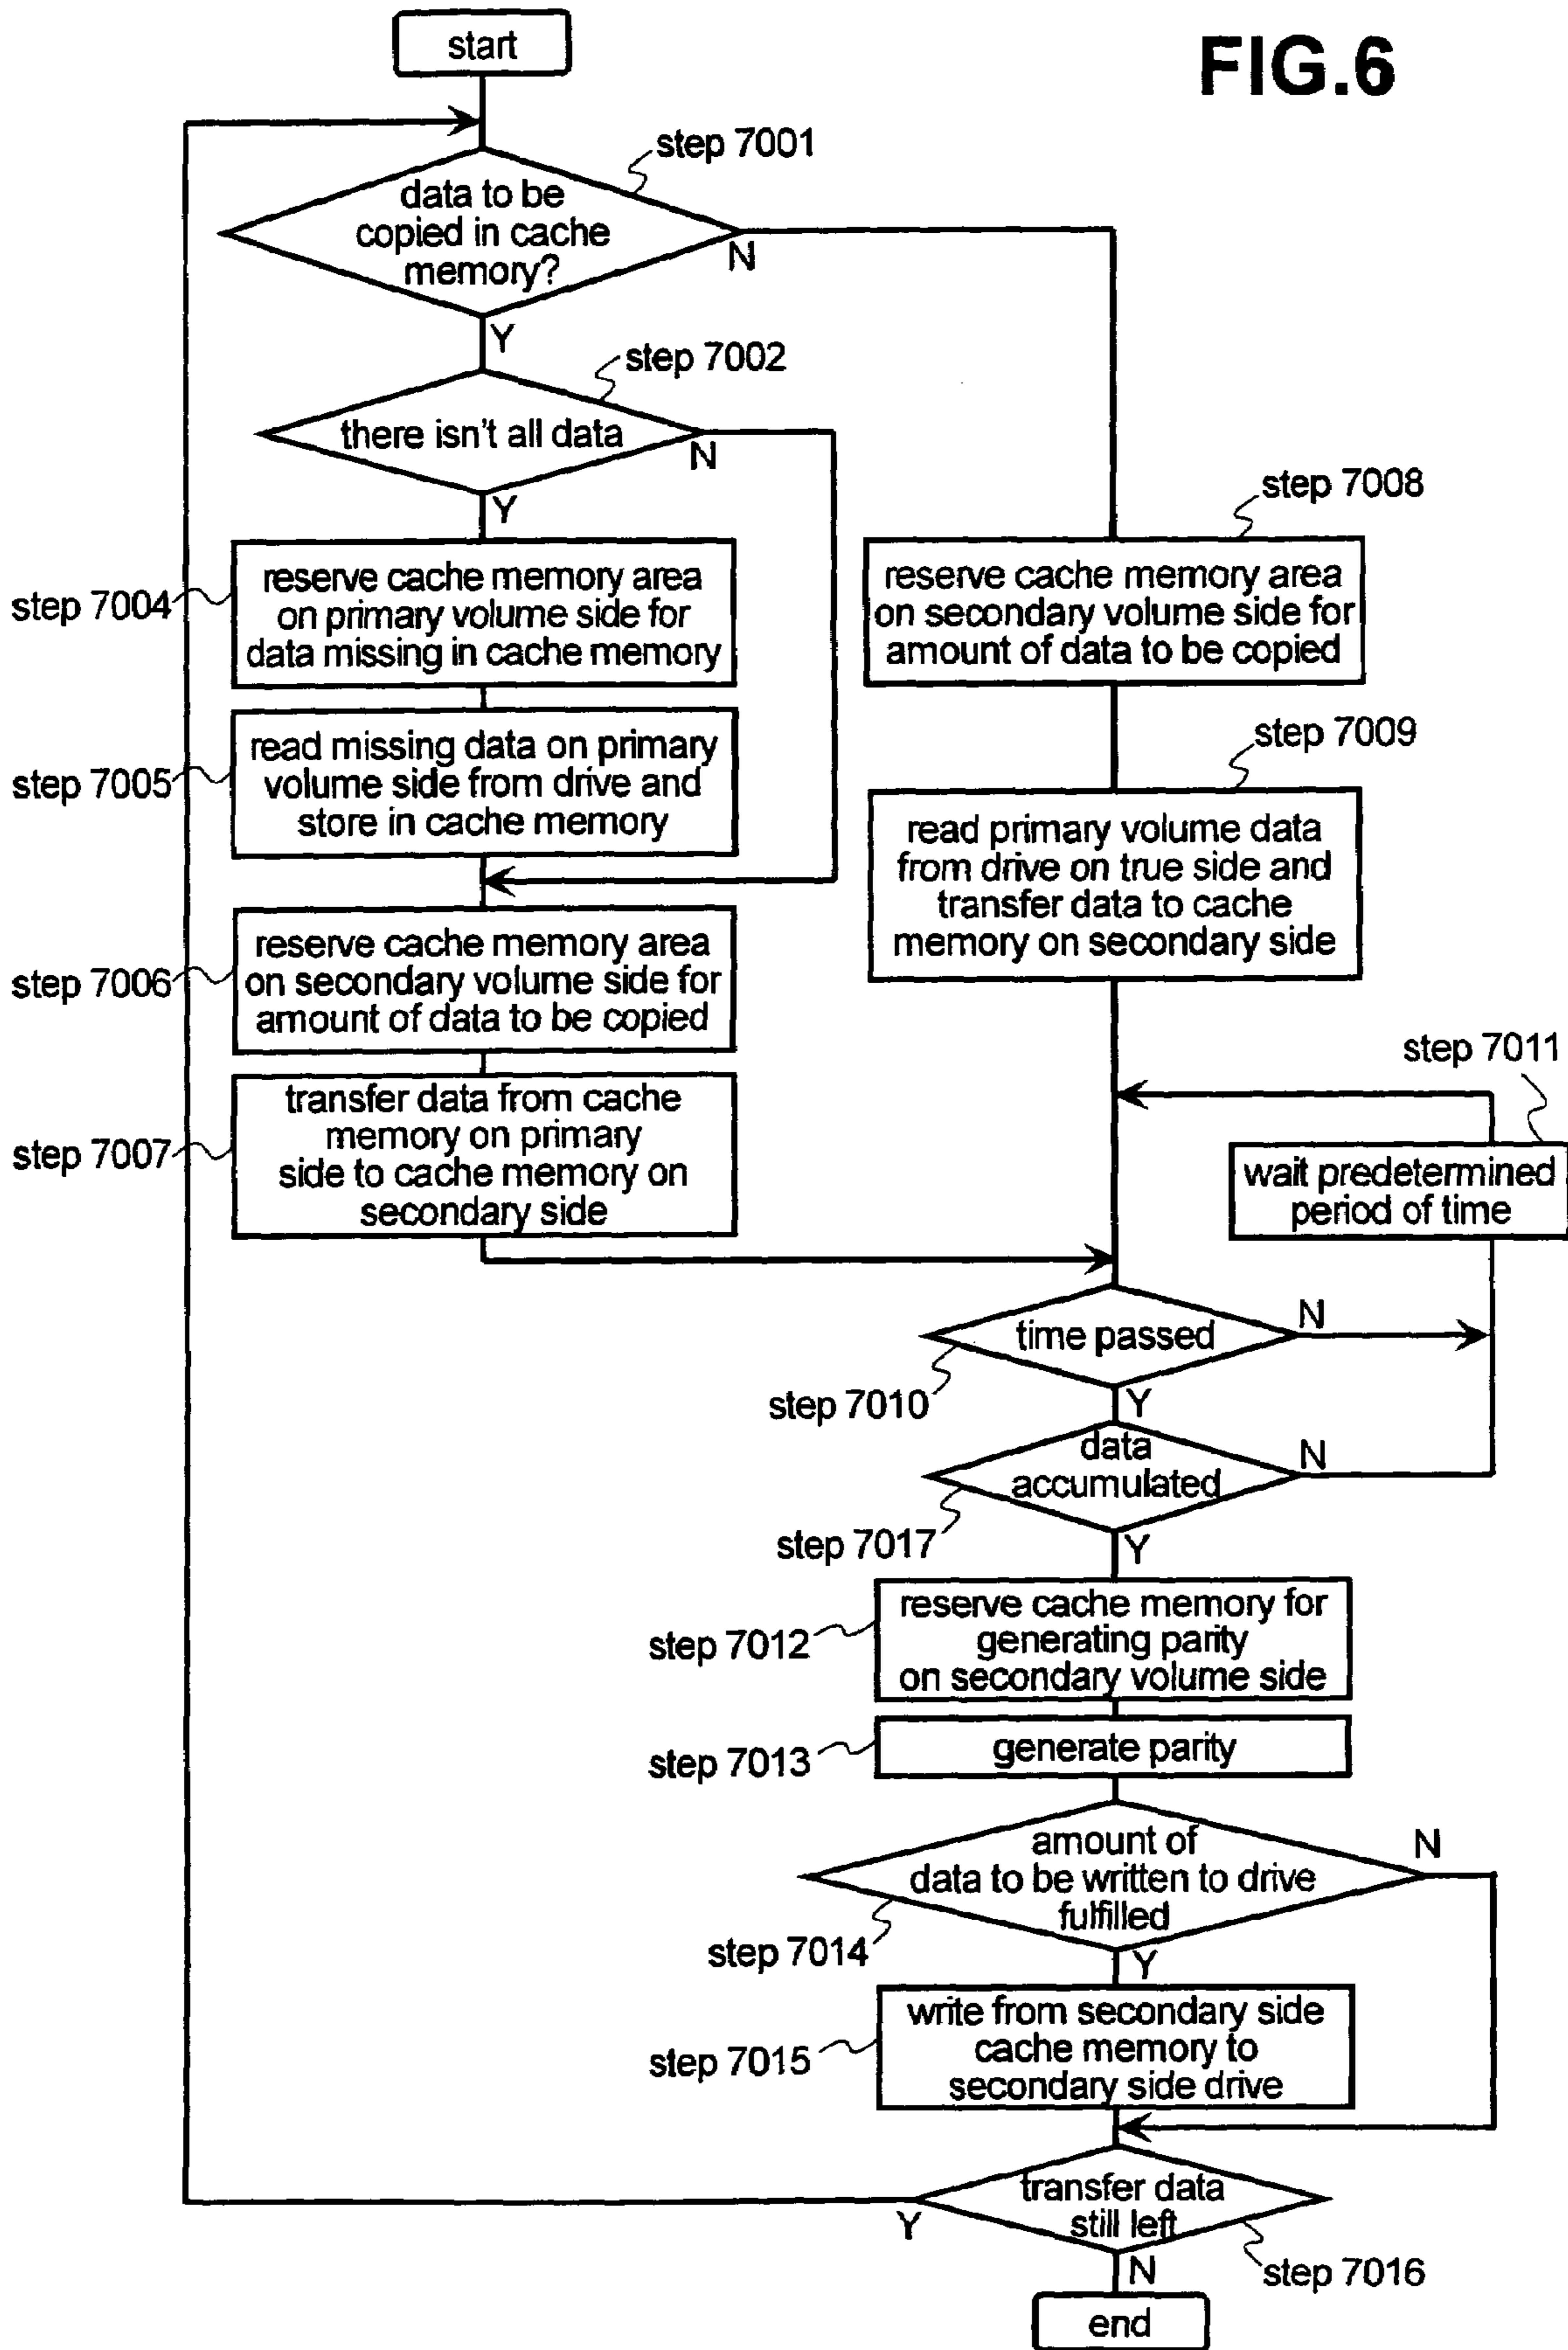 FIG.6
start
step 7001
data to be
copied in cache
memory?
N
Y
step 7002
there isn't all data
N
Y
step 7004
reserve cache memory area
on primary volume side for
data missing in cache memory
step 7005
read missing data on primary
volume side from drive and
store in cache memory
step 7006
reserve cache memory area
on secondary volume side for
amount of data to be copied
step 7007
transfer data from cache
memory on primary
side to cache memory on
secondary side
step 7008
reserve cache memory area
on secondary volume side for
amount of data to be copied
step 7009
read primary volume data
from drive on true side and
transfer data to cache
memory on secondary side
step 7011
wait predetermined
period of time
time passed
N
step 7010
Y
data
accumulated
N
step 7017
Y
step 7012
reserve cache memory for
generating parity
on secondary volume side
step 7013
generate parity
amount of
data to be written to drive
fulfilled
N
step 7014
Y
step 7015
write from secondary side
cache memory to
secondary side drive
transfer data
still left
Y
step 7016
N
end